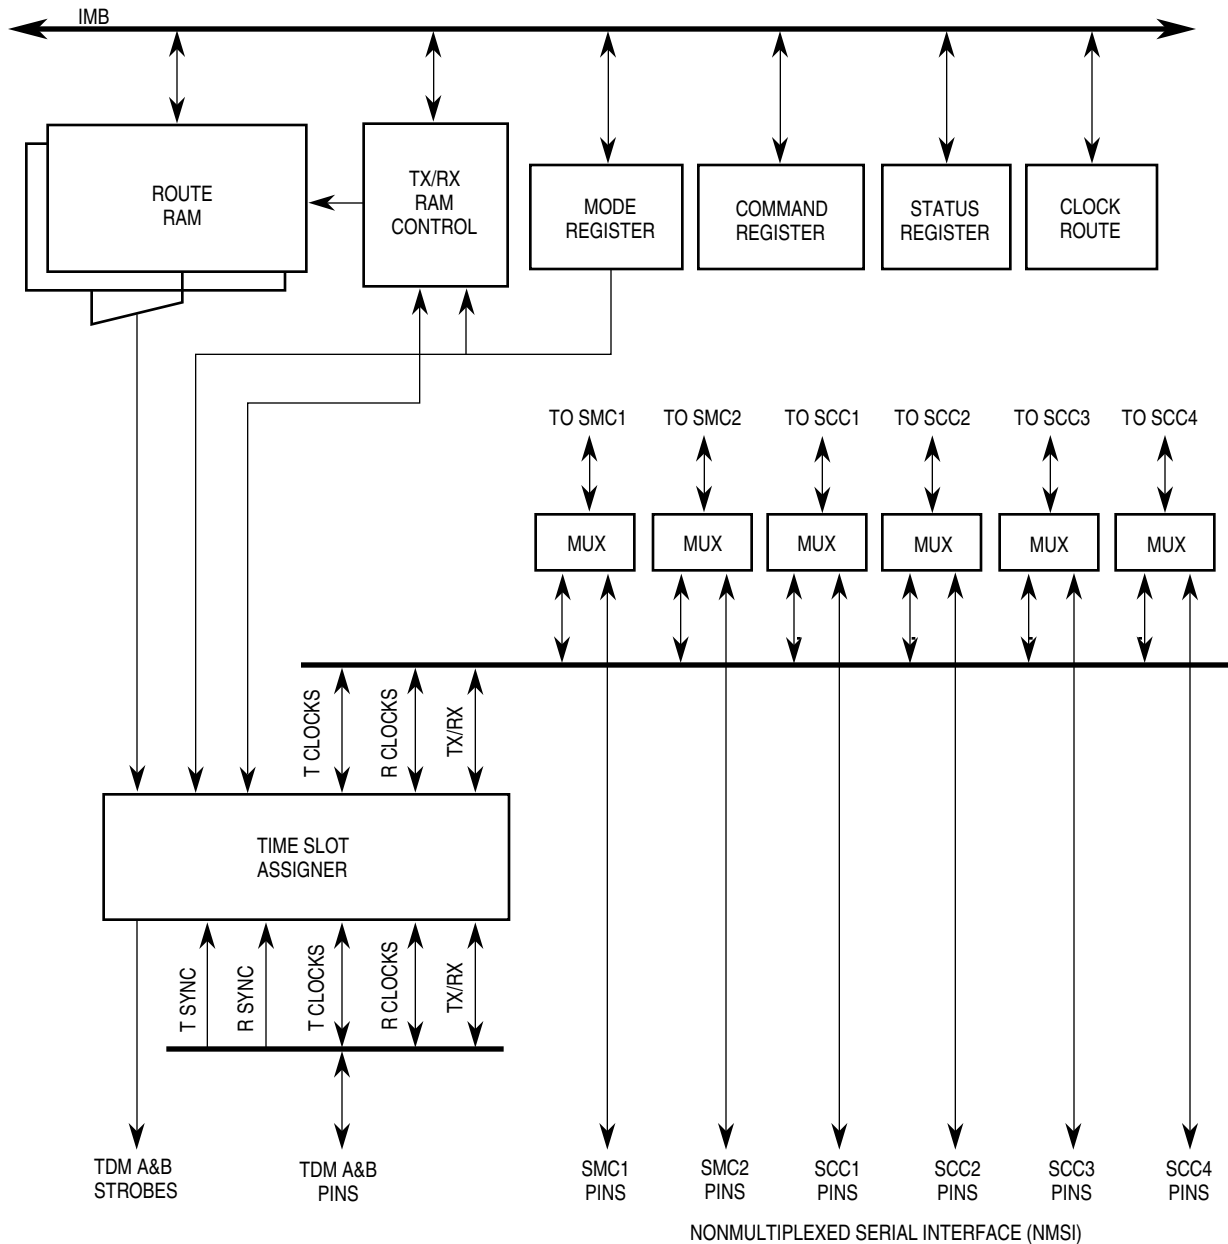 IMB
ROUTE
RAM
TX/RX
RAM
CONTROL
MODE
REGISTER
COMMAND
REGISTER
STATUS
REGISTER
CLOCK
ROUTE
TO SMC1
TO SMC2
TO SCC1
TO SCC2
TO SCC3
TO SCC4
MUX
MUX
MUX
MUX
MUX
MUX
T CLOCKS
R CLOCKS
TX/RX
TIME SLOT
ASSIGNER
T SYNC
R SYNC
T CLOCKS
R CLOCKS
TX/RX
TDM A&B
STROBES
TDM A&B
PINS
SMC1
PINS
SMC2
PINS
SCC1
PINS
SCC2
PINS
SCC3
PINS
SCC4
PINS
NONMULTIPLEXED SERIAL INTERFACE (NMSI)